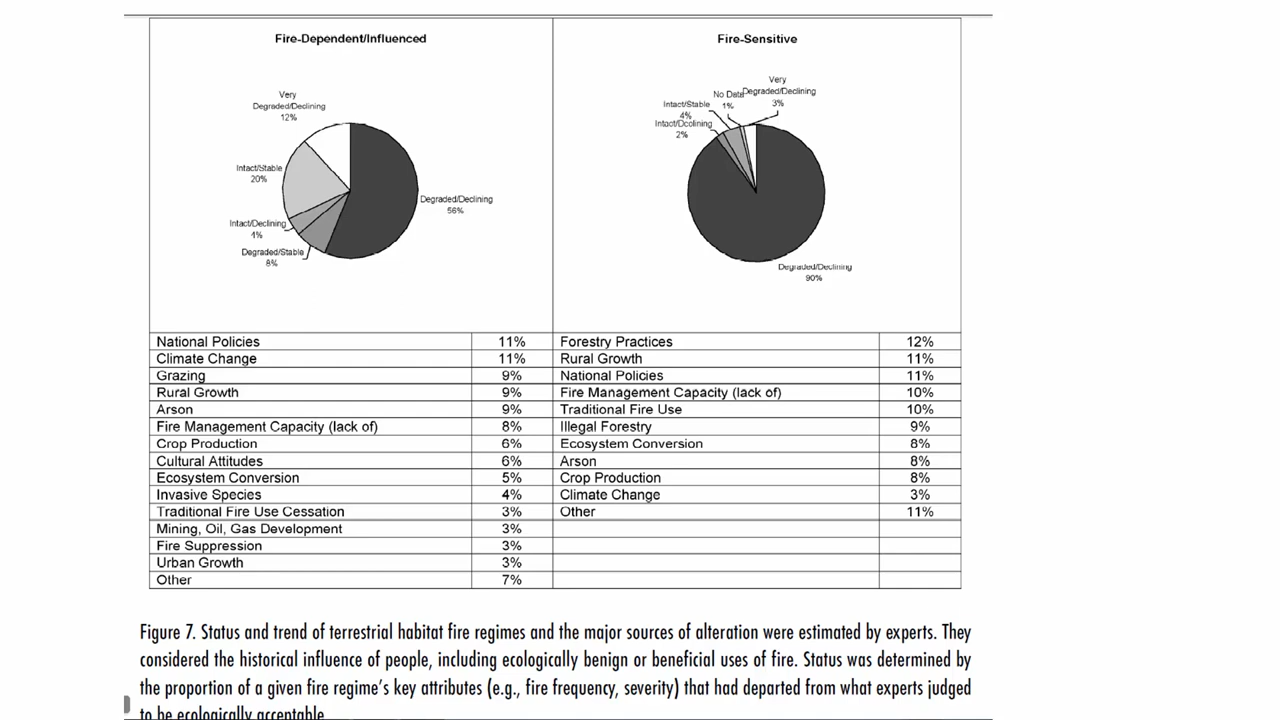 Fire-Dependent/Influenced
Very
Degraded/Declining
12%
Intact/Stable
20%
Intact/Declining
4%
Degraded/Stable
8%
Degraded/Declining
56%
Fire-Sensitive
Very
Degraded/Declining
3%
No Data
1%
Intact/Stable
4%
Intact/Declining
2%
Degraded/Declining
90%
National Policies 11% Forestry Practices 12%
Climate Change 11% Rural Growth 11%
Grazing 9% National Policies 11%
Rural Growth 9% Fire Management Capacity (lack of) 10%
Arson 9% Traditional Fire Use 10%
Fire Management Capacity (lack of) 8% Illegal Forestry 9%
Crop Production 6% Ecosystem Conversion 8%
Cultural Attitudes 6% Arson 8%
Ecosystem Conversion 5% Crop Production 8%
Invasive Species 4% Climate Change 3%
Traditional Fire Use Cessation 3% Other 11%
Mining, Oil, Gas Development 3%
Fire Suppression 3%
Urban Growth 3%
Other 7%
Figure 7. Status and trend of terrestrial habitat fire regimes and the major sources of alteration were estimated by experts. They
considered the historical influence of people, including ecologically benign or beneficial uses of fire. Status was determined by
the proportion of a given fire regime's key attributes (e.g., fire frequency, severity) that had departed from what experts judged
to be ecologically acceptable